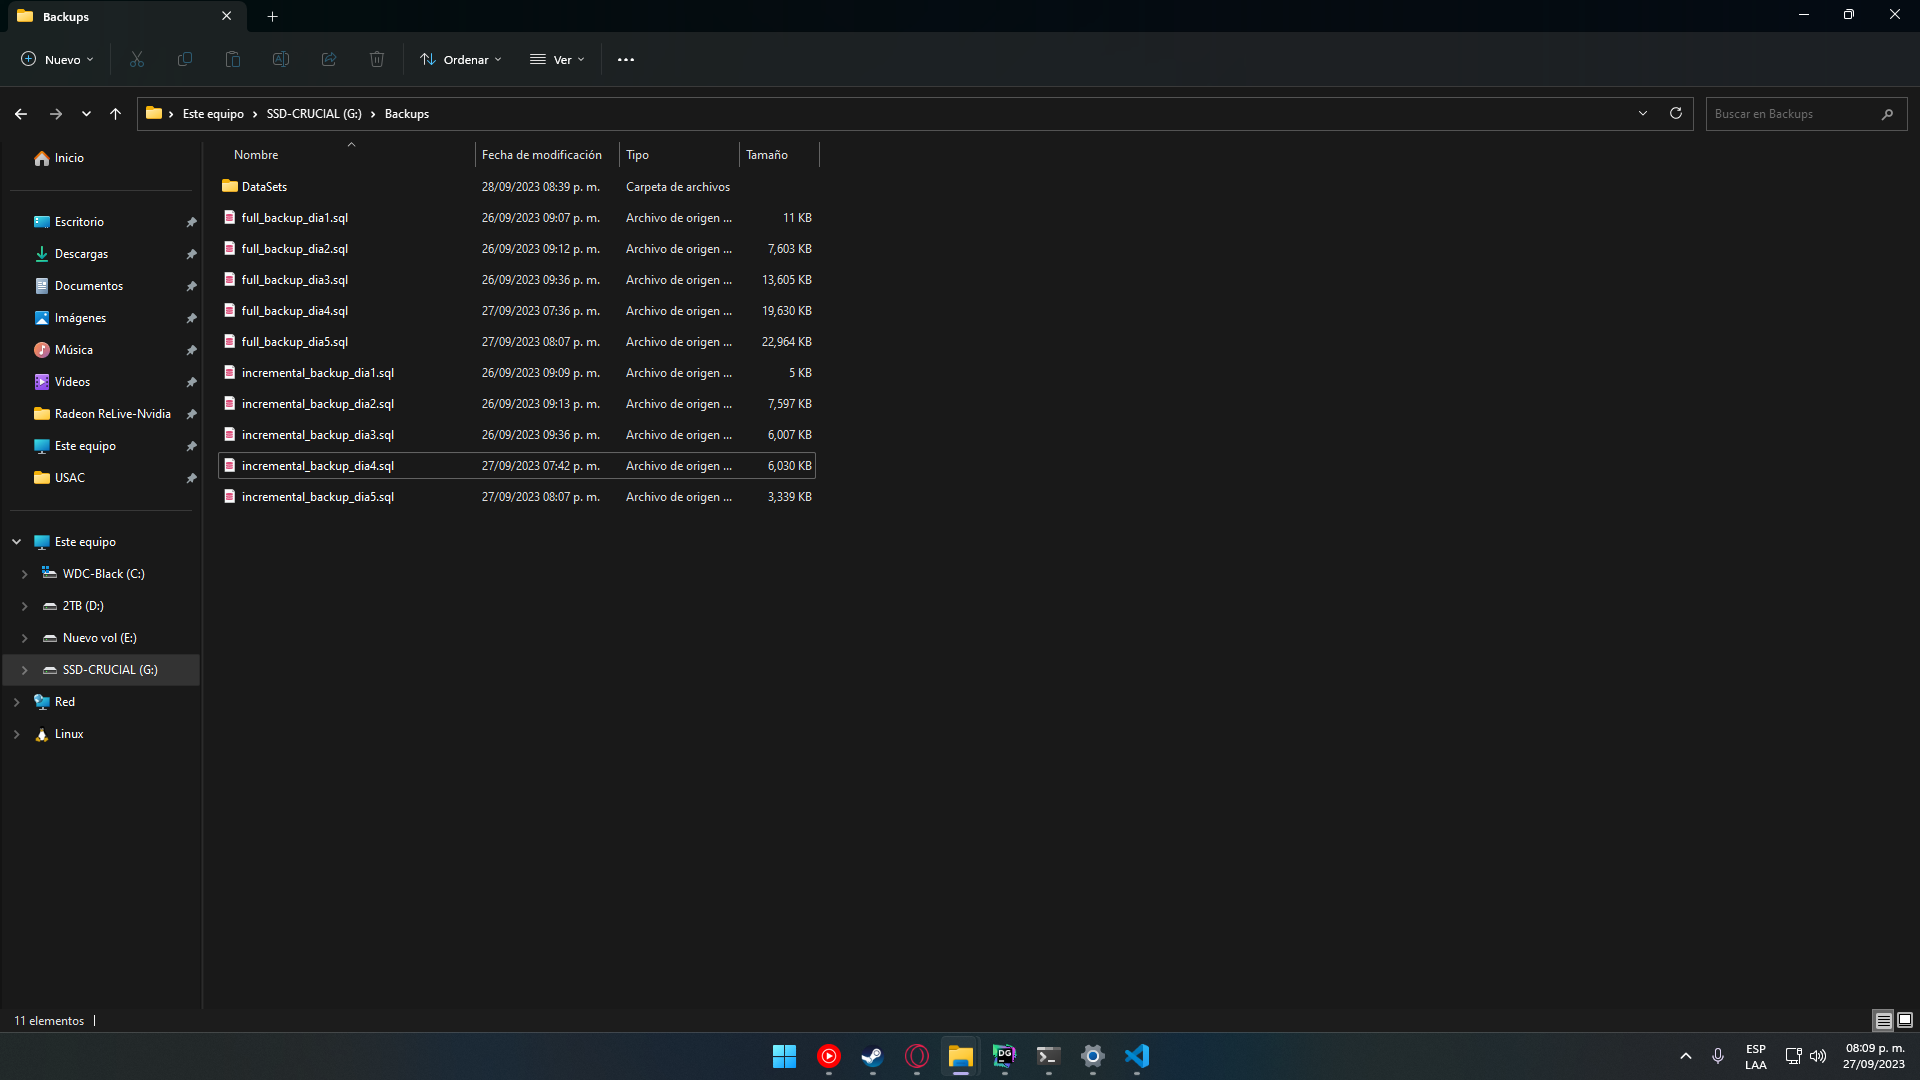 Backups
Nuevo
Ordenar
Ver
Este equipo > SSD-CRUCIAL (G:) > Backups
Buscar en Backups
Nombre Fecha de modificación Tipo Tamaño
DataSets 28/09/2023 08:39 p. m. Carpeta de archivos
full_backup_dia1.sql 26/09/2023 09:07 p. m. Archivo de origen ... 11 KB
full_backup_dia2.sql 26/09/2023 09:12 p. m. Archivo de origen ... 7,603 KB
full_backup_dia3.sql 26/09/2023 09:36 p. m. Archivo de origen ... 13,605 KB
full_backup_dia4.sql 27/09/2023 07:36 p. m. Archivo de origen ... 19,630 KB
full_backup_dia5.sql 27/09/2023 08:07 p. m. Archivo de origen ... 22,964 KB
incremental_backup_dia1.sql 26/09/2023 09:09 p. m. Archivo de origen ... 5 KB
incremental_backup_dia2.sql 26/09/2023 09:13 p. m. Archivo de origen ... 7,597 KB
incremental_backup_dia3.sql 26/09/2023 09:36 p. m. Archivo de origen ... 6,007 KB
incremental_backup_dia4.sql 27/09/2023 07:42 p. m. Archivo de origen ... 6,030 KB
incremental_backup_dia5.sql 27/09/2023 08:07 p. m. Archivo de origen ... 3,339 KB
Inicio
Escritorio
Descargas
Documentos
Imágenes
Música
Videos
Radeon ReLive-Nvidia
Este equipo
USAC
Este equipo
WDC-Black (C:)
2TB (D:)
Nuevo vol (E:)
SSD-CRUCIAL (G:)
Red
Linux
11 elementos
DG
ESP
LAA
08:09 p. m.
27/09/2023